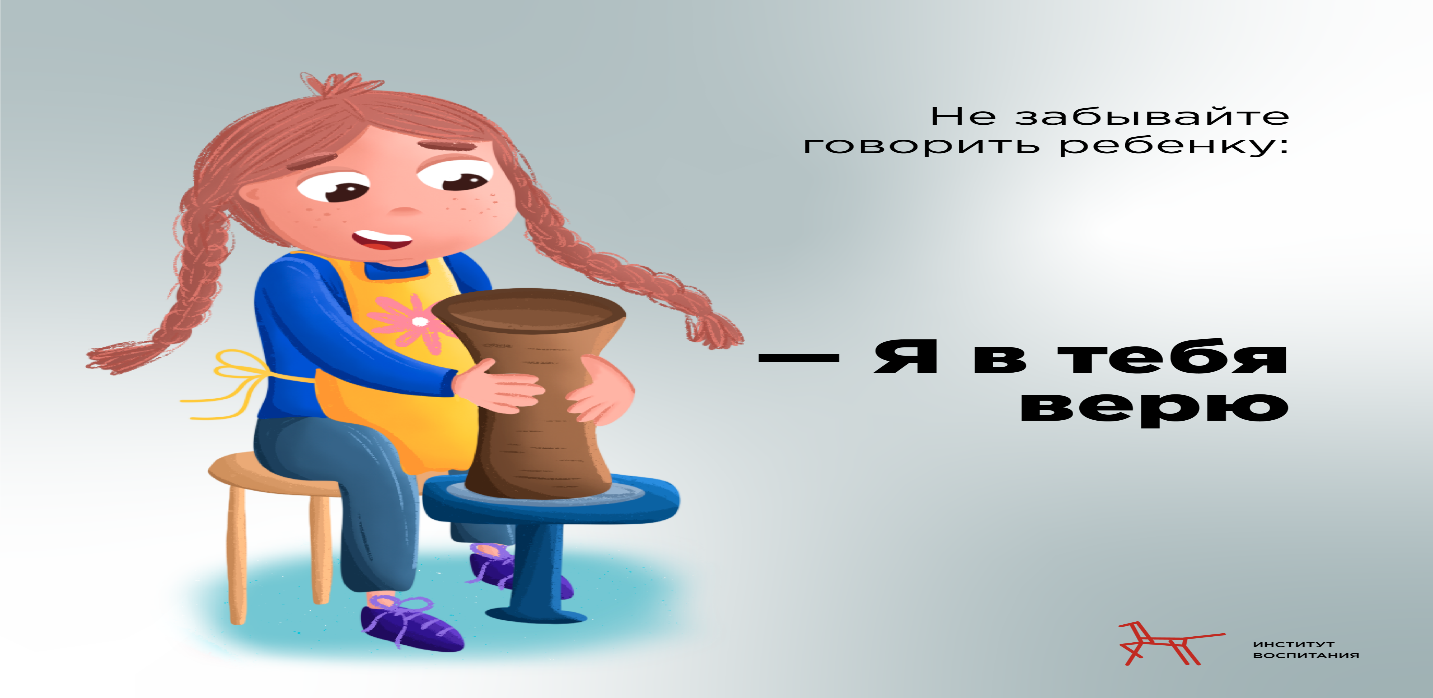 Не забывайте
говорить ребенку:
— Я в тебя
верю
ИНСТИТУТ
ВОСПИТАНИЯ